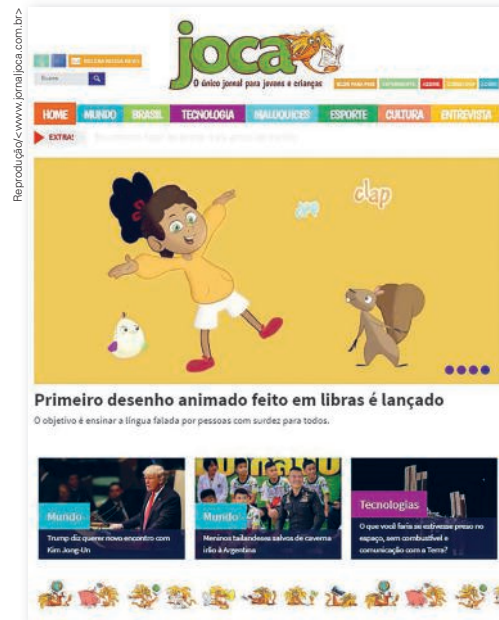 Reprodução/<www.jornaljoca.com.br>
joca
O único jornal para jovens e crianças
Busca
HOME MUNDO BRASIL TECNOLOGIA MALUQUICES ESPORTE CULTURA ENTREVISTA
EXTRA!
clap
Primeiro desenho animado feito em libras é lançado
O objetivo é ensinar a língua falada por pessoas com surdez para todos.
Mundo
Trump diz querer novo encontro com
Kim Jong-Un
Mundo
Meninos tailandeses salvos de caverna
irão à Argentina
Tecnologias
O que você faria se estivesse preso no
espaço, sem combustível e
comunicação com a Terra?